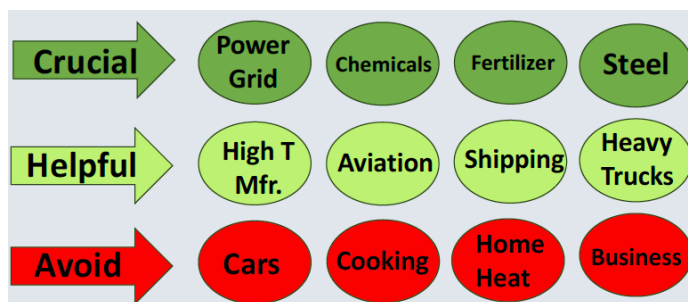 Crucial
Power
Grid
Chemicals
Fertilizer
Steel
Helpful
High T
Mfr.
Aviation
Shipping
Heavy
Trucks
Avoid
Cars
Cooking
Home
Heat
Business